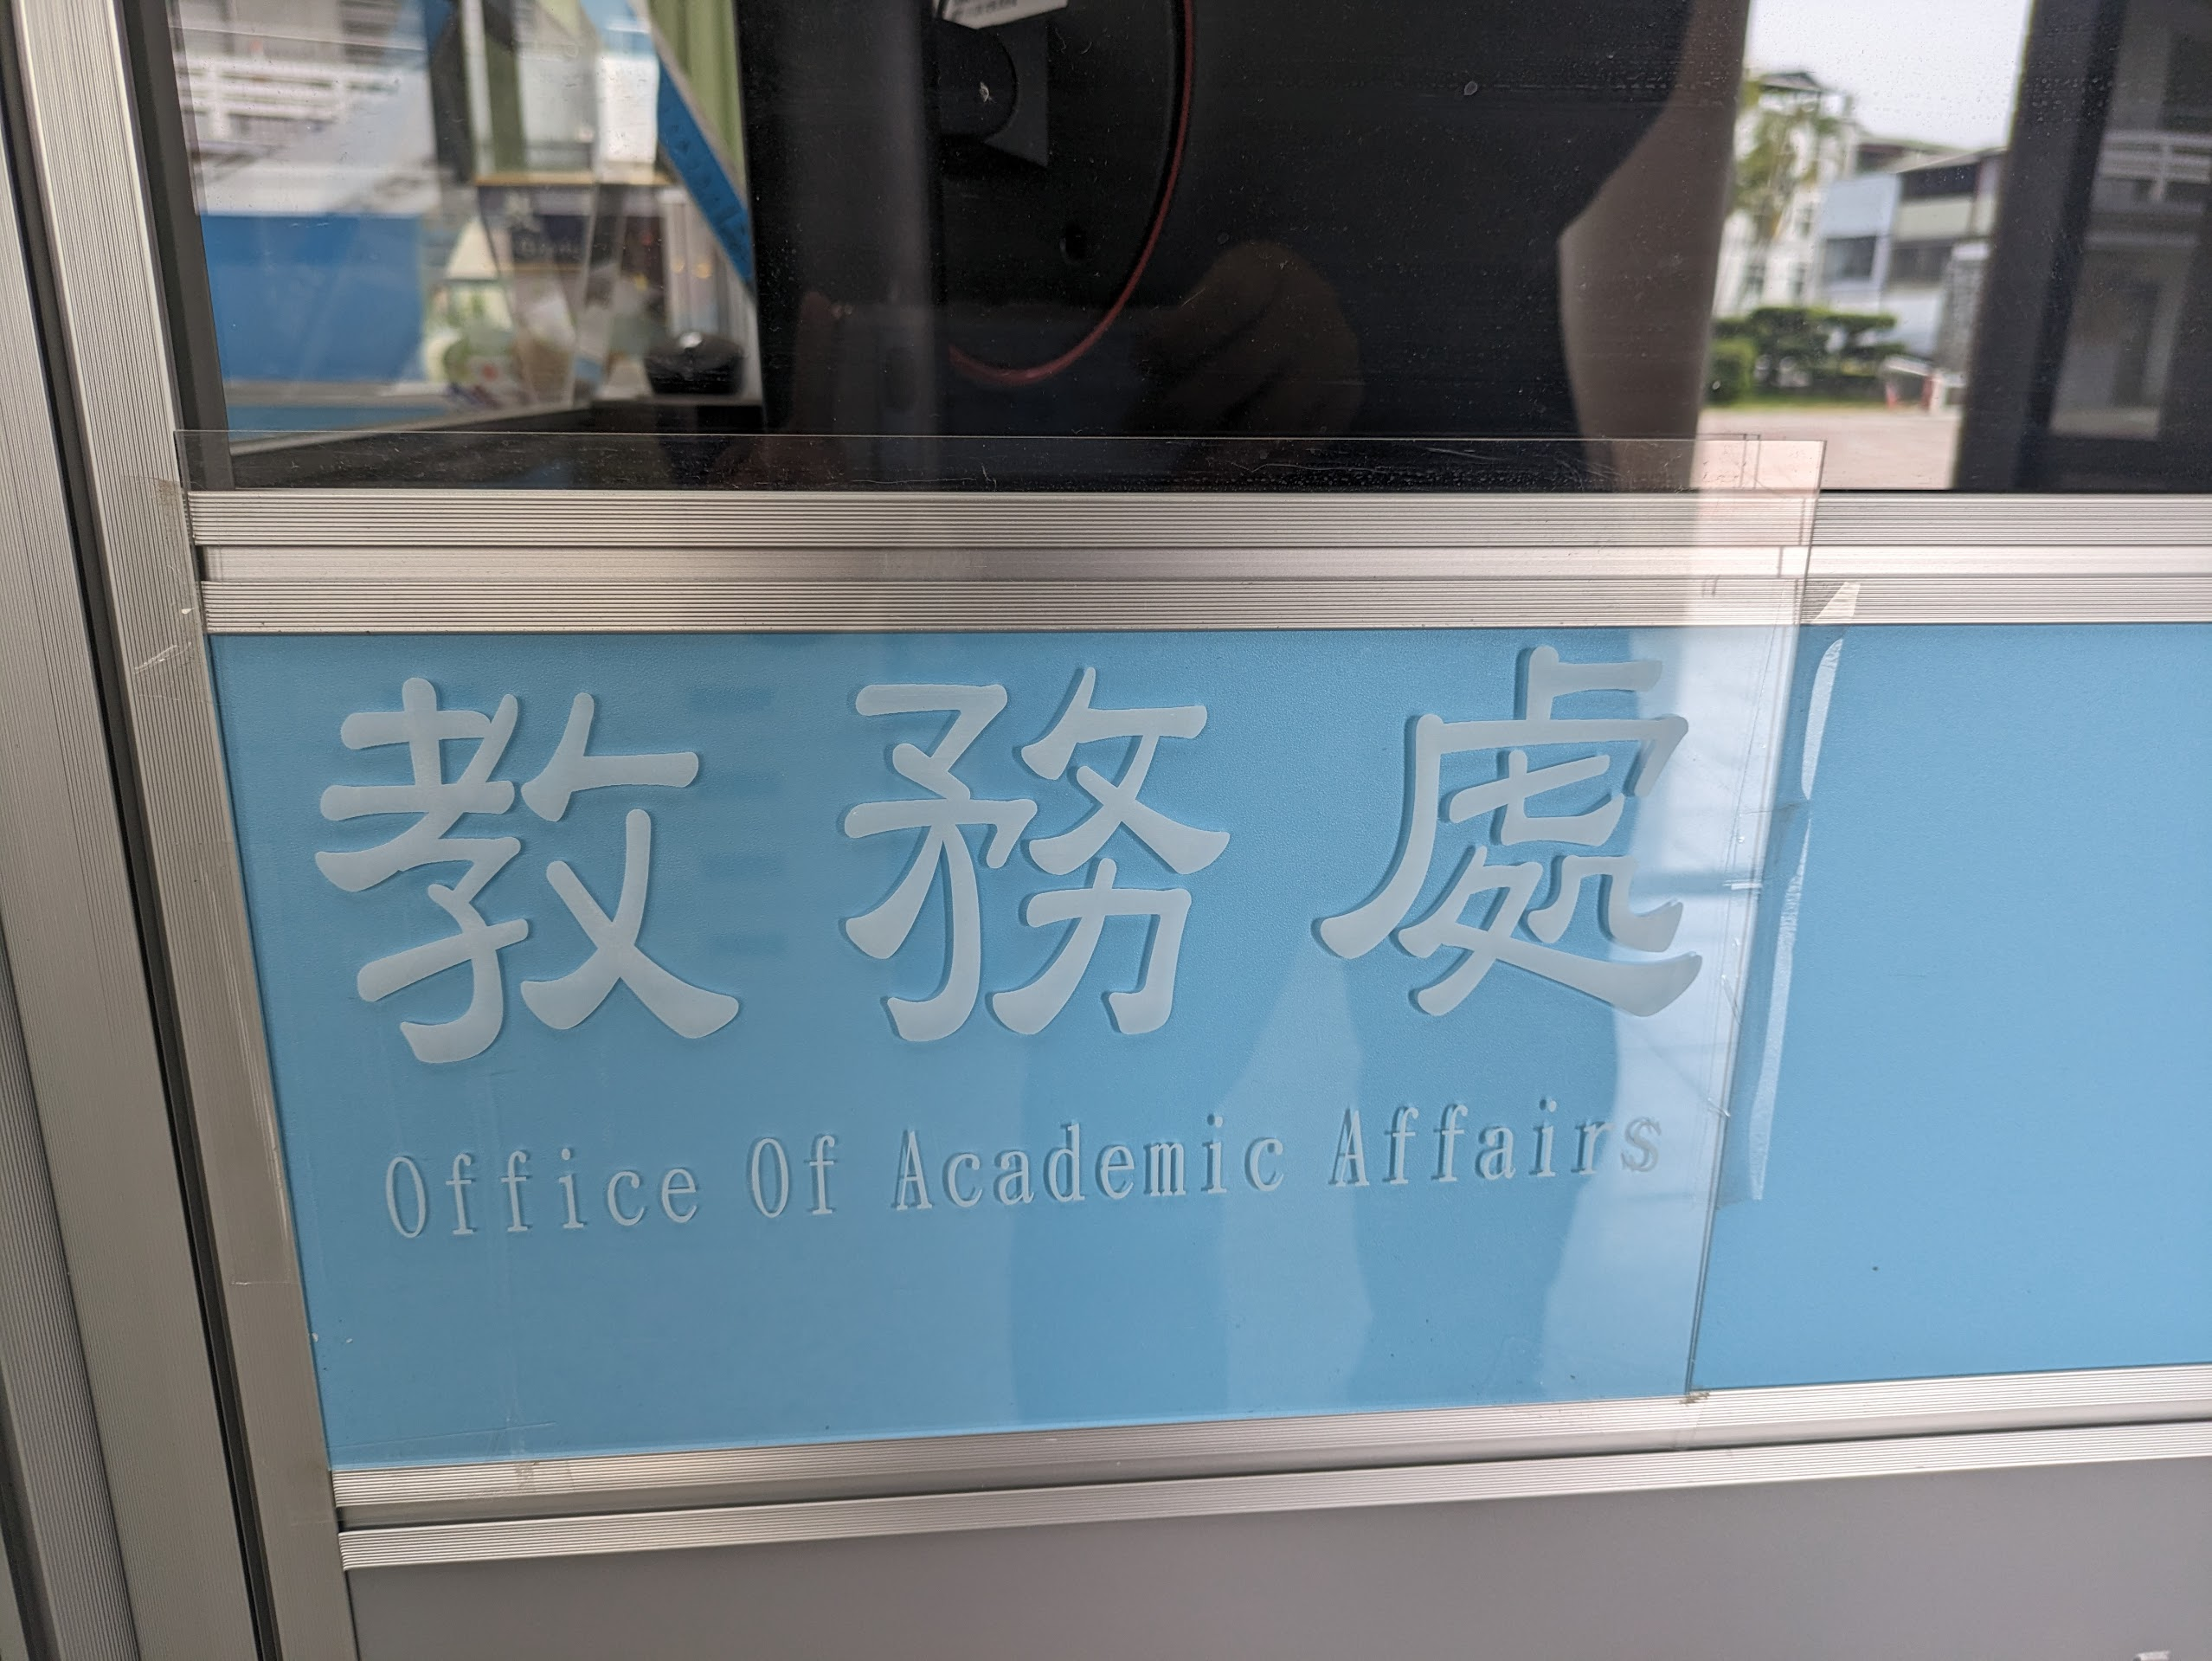 教務處
Office Of Academic Affairs